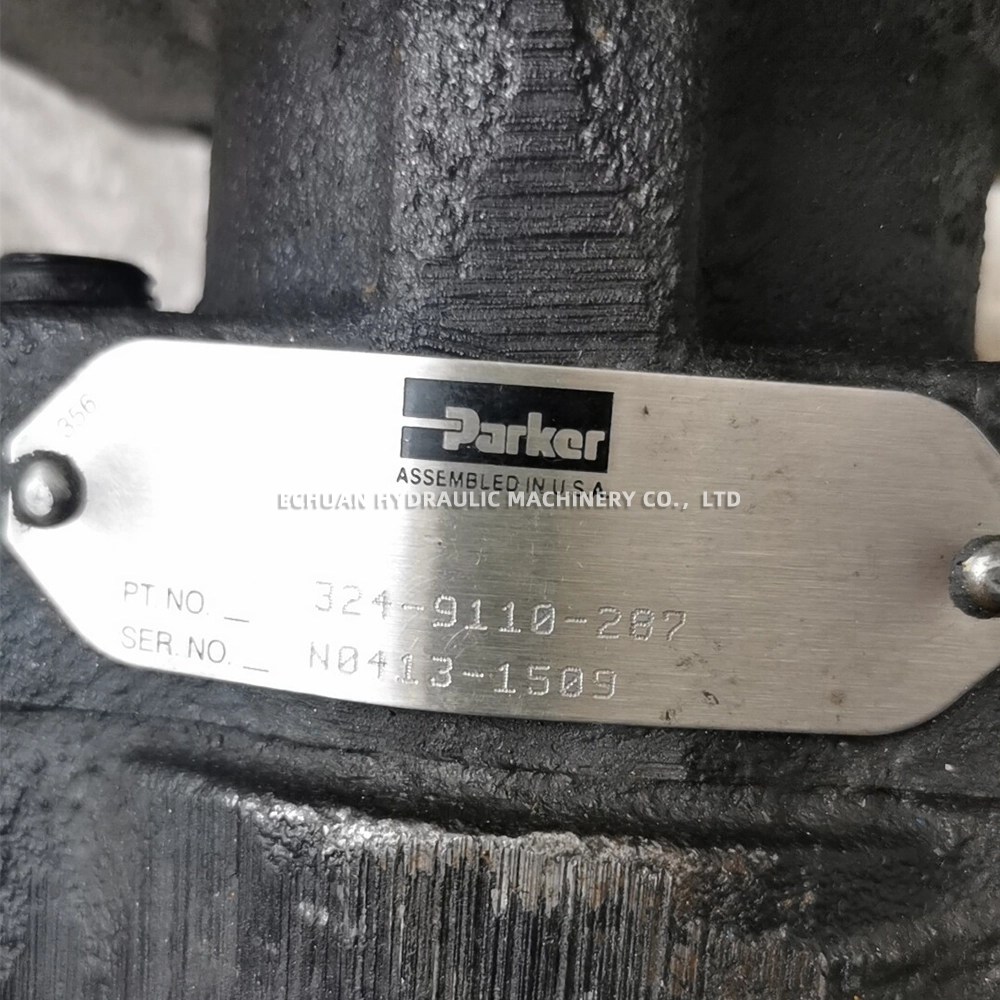 356
Parker
ASSEMBLED IN U.S.A.
ECHUAN HYDRAULIC MACHINERY CO., LTD
PT NO. _ 324-9110-287
SER. NO. _ N0413-1509